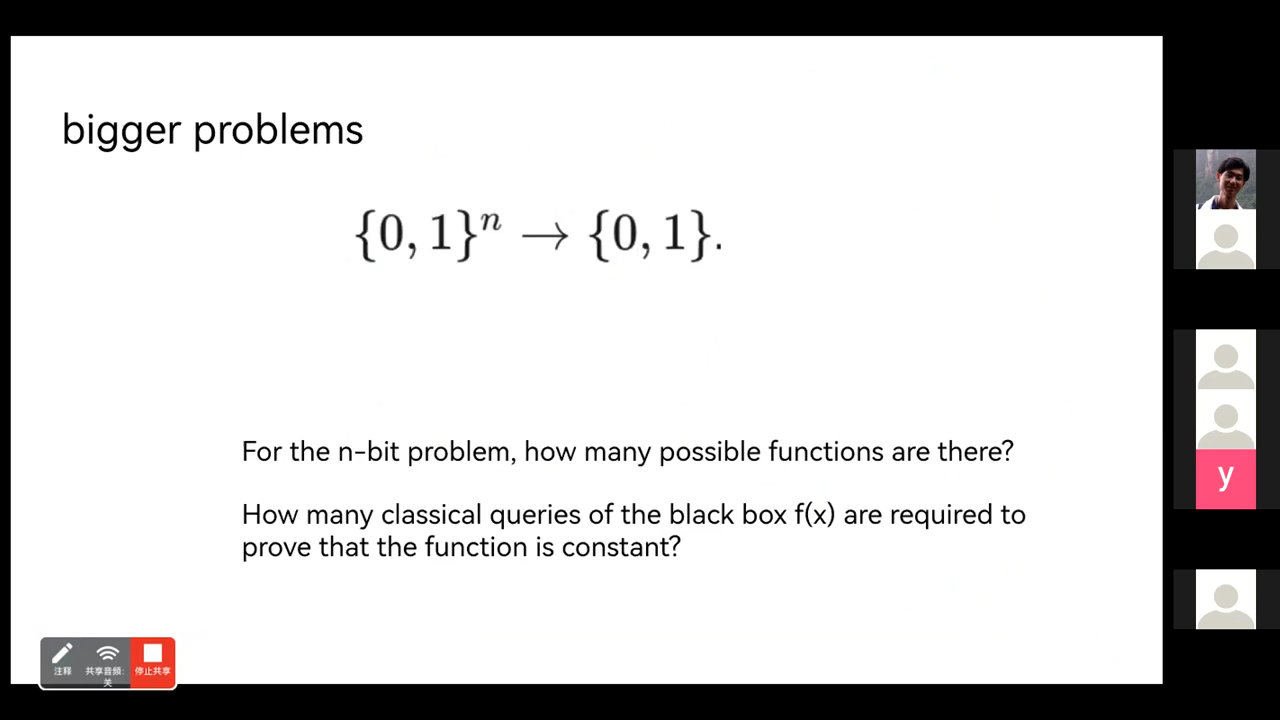 bigger problems
{0, 1}ⁿ → {0, 1}.
For the n-bit problem, how many possible functions are there?
How many classical queries of the black box f(x) are required to
prove that the function is constant?
y
注释
共享音频:
关
停止共享